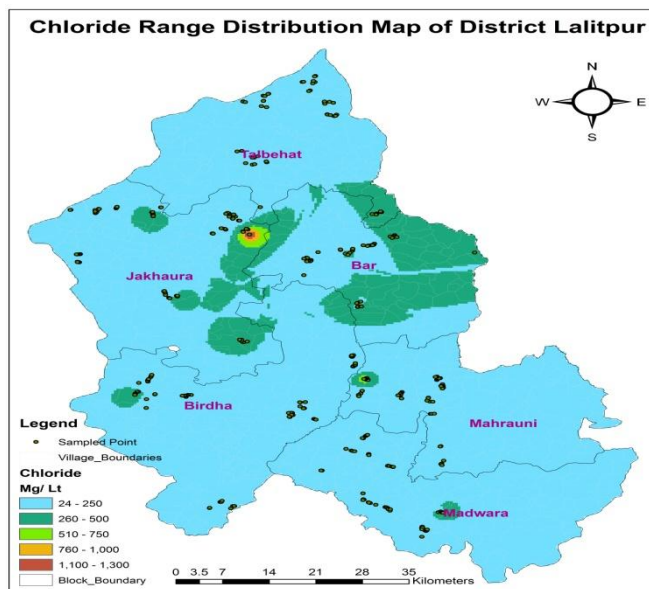 Chloride Range Distribution Map of District Lalitpur
N
W E
S
Talbehat
Jakhaura
Bar
Birdha
Mahrauni
Madwara
Legend
Sampled Point
Village_Boundaries
Chloride
Mg/ Lt
24 - 250
260 - 500
510 - 750
760 - 1,000
1,100 - 1,300
Block_Boundary
0 3.5 7 14 21 28 35
Kilometers